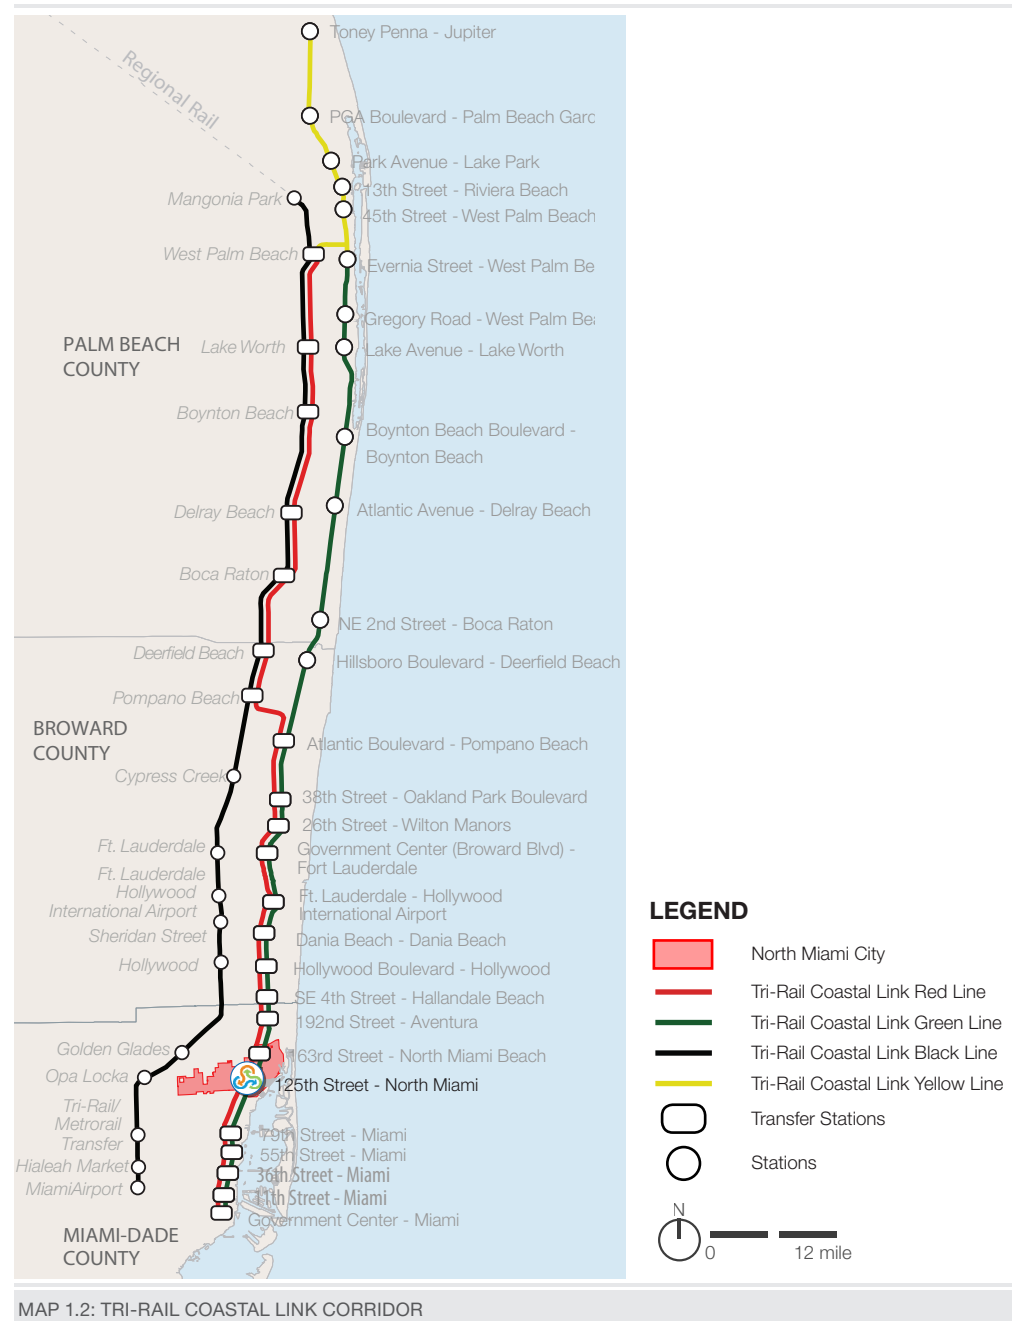 Toney Penna - Jupiter
Regional Rail
PGA Boulevard - Palm Beach Garc
Park Avenue - Lake Park
13th Street - Riviera Beach
Mangonia Park
45th Street - West Palm Beach
West Palm Beach
Evernia Street - West Palm Be
Gregory Road - West Palm Bea
PALM BEACH
COUNTY
Lake Worth
Lake Avenue - Lake Worth
Boynton Beach
Boynton Beach Boulevard -
Boynton Beach
Delray Beach
Atlantic Avenue - Delray Beach
Boca Raton
NE 2nd Street - Boca Raton
Deerfield Beach
Hillsboro Boulevard - Deerfield Beach
Pompano Beach
BROWARD
COUNTY
Atlantic Boulevard - Pompano Beach
Cypress Creek
38th Street - Oakland Park Boulevard
26th Street - Wilton Manors
Ft. Lauderdale
Government Center (Broward Blvd) -
Fort Lauderdale
Ft. Lauderdale
Hollywood
International Airport
Ft. Lauderdale - Hollywood
International Airport
Sheridan Street
Dania Beach - Dania Beach
Hollywood
Hollywood Boulevard - Hollywood
SE 4th Street - Hallandale Beach
192nd Street - Aventura
Golden Glades
163rd Street - North Miami Beach
Opa Locka
125th Street - North Miami
Tri-Rail/
Metrorail
Transfer
79th Street - Miami
55th Street - Miami
Hialeah Market
36th Street - Miami
MiamiAirport
11th Street - Miami
Government Center - Miami
MIAMI-DADE
COUNTY
LEGEND
North Miami City
Tri-Rail Coastal Link Red Line
Tri-Rail Coastal Link Green Line
Tri-Rail Coastal Link Black Line
Tri-Rail Coastal Link Yellow Line
Transfer Stations
Stations
N
0
12 mile
MAP 1.2: TRI-RAIL COASTAL LINK CORRIDOR